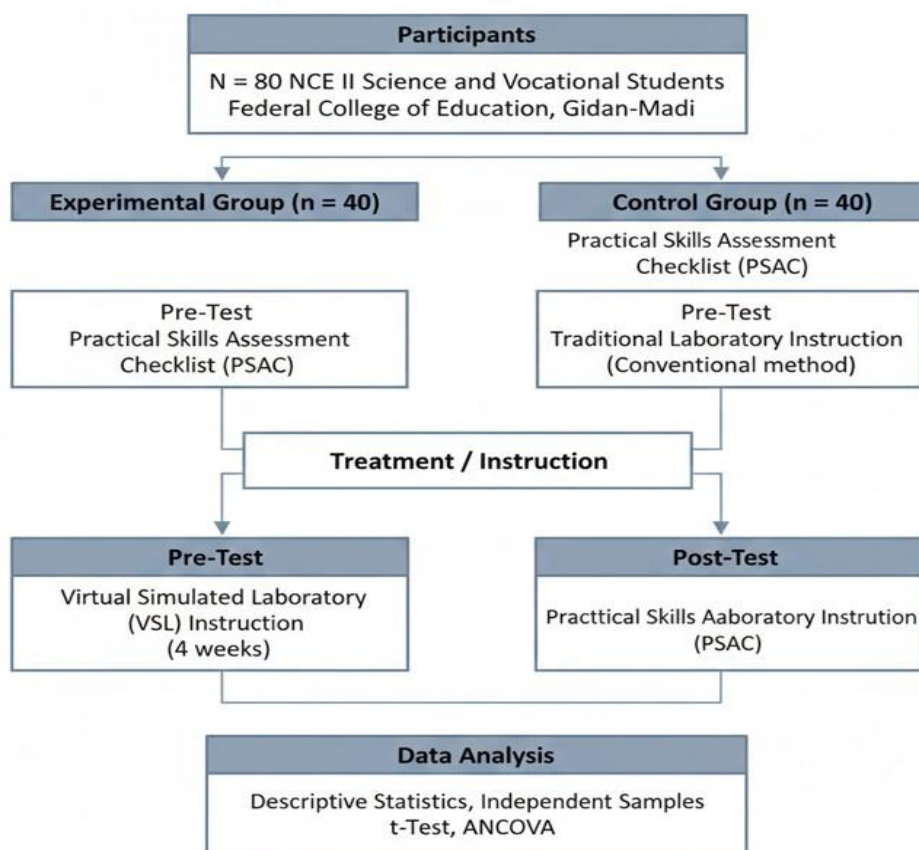 Participants
N = 80 NCE II Science and Vocational Students
Federal College of Education, Gidan-Madi
Experimental Group (n = 40)
Control Group (n = 40)
Practical Skills Assessment
Checklist (PSAC)
Pre-Test
Practical Skills Assessment
Checklist (PSAC)
Pre-Test
Traditional Laboratory Instruction
(Conventional method)
Treatment / Instruction
Pre-Test
Virtual Simulated Laboratory
(VSL) Instruction
(4 weeks)
Post-Test
Practtical Skills Aaboratory Instrution
(PSAC)
Data Analysis
Descriptive Statistics, Independent Samples
t-Test, ANCOVA